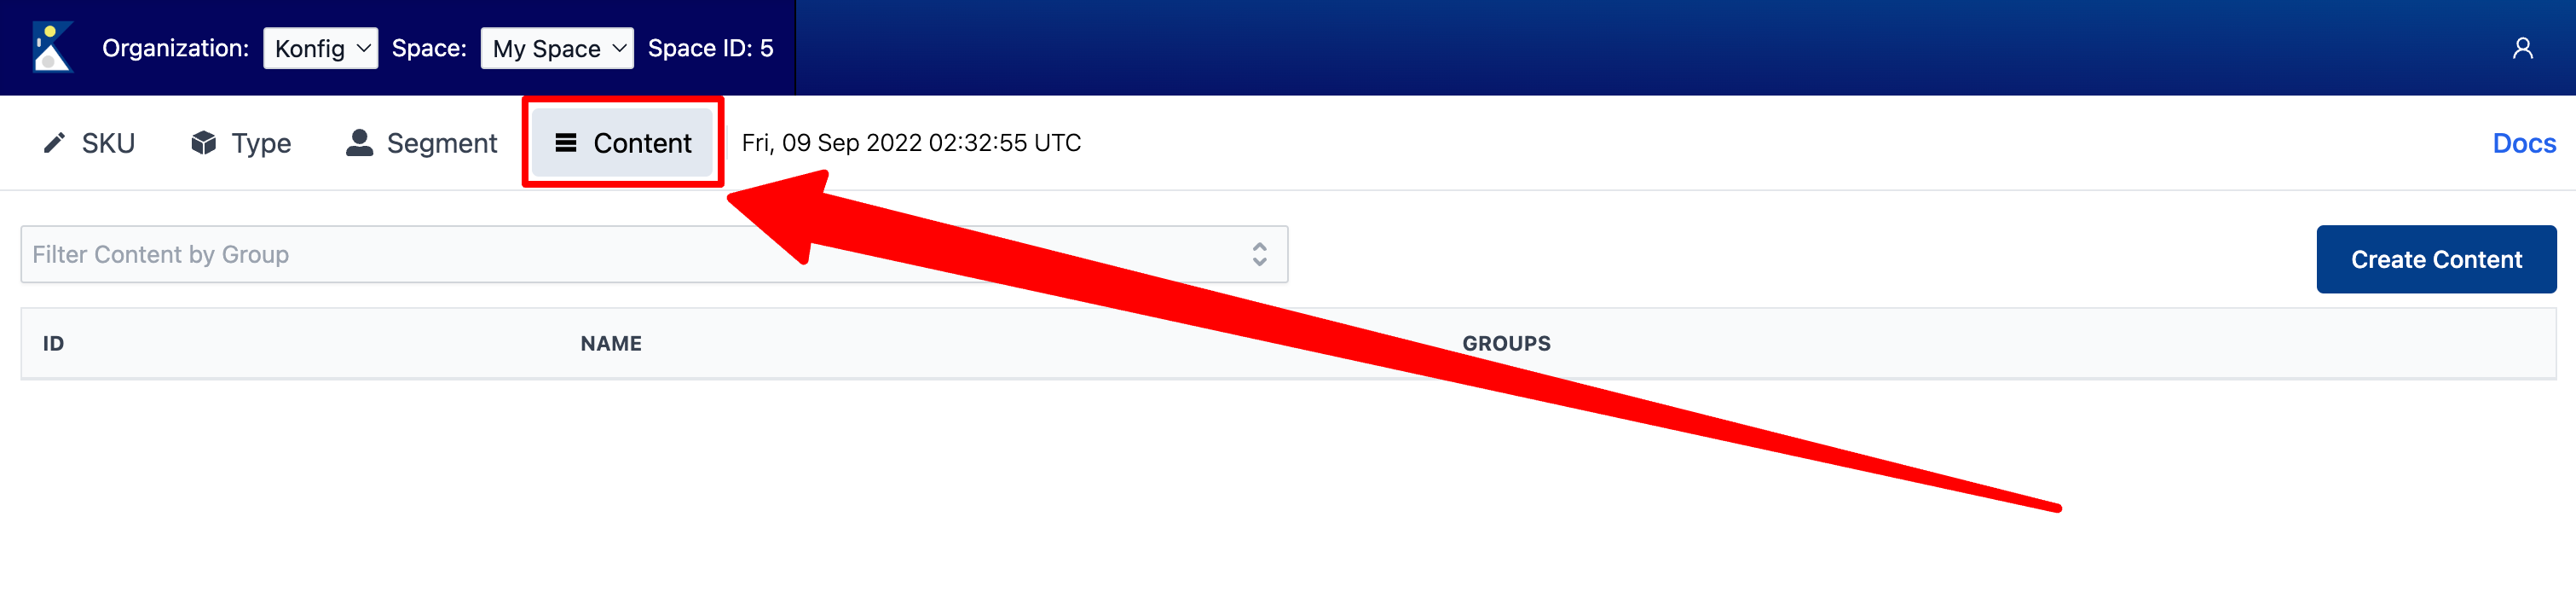 Organization: Konfig Space: My Space Space ID: 5
SKU Type Segment Content Fri, 09 Sep 2022 02:32:55 UTC Docs
Filter Content by Group Create Content
ID NAME GROUPS